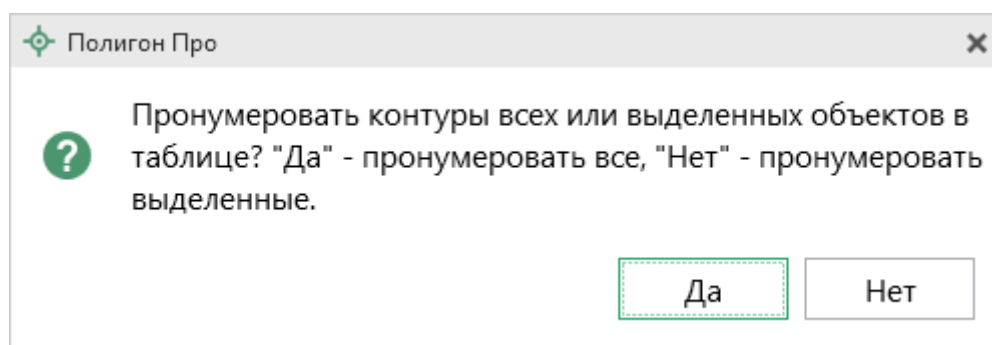 Полигон Про
Пронумеровать контуры всех или выделенных объектов в
таблице? "Да" - пронумеровать все, "Нет" - пронумеровать
выделенные.
Да
Нет